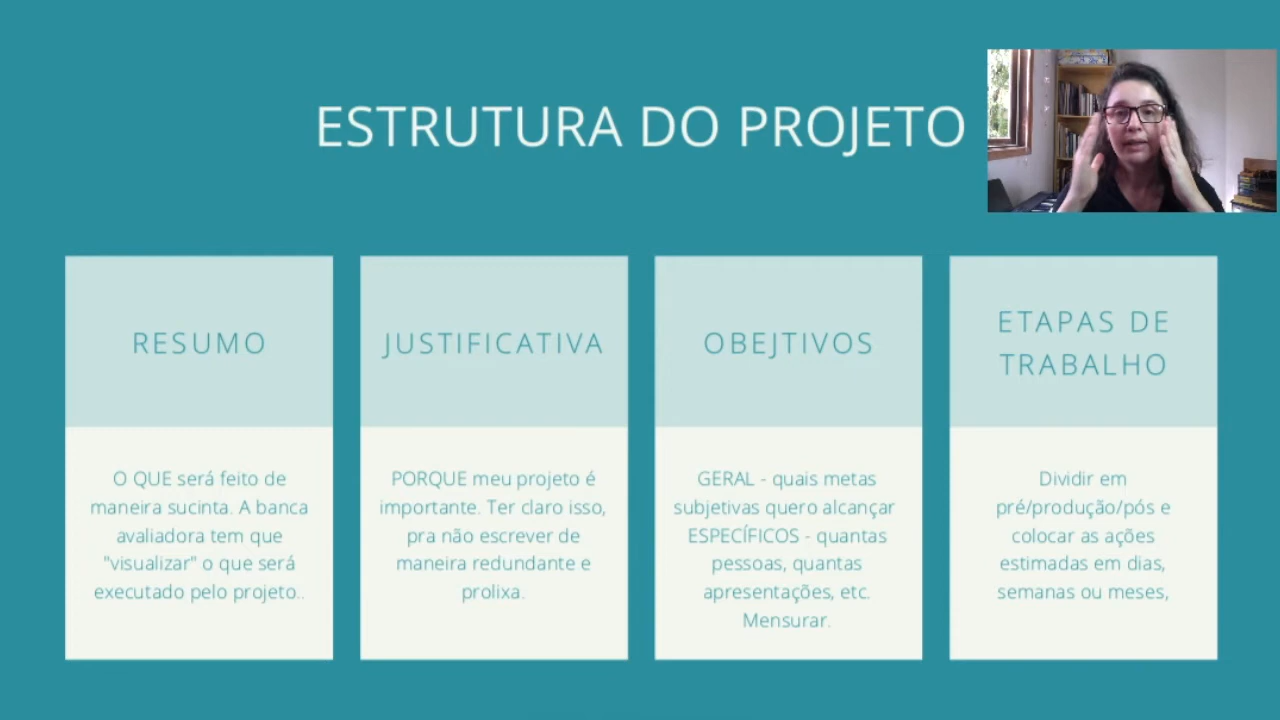 ESTRUTURA DO PROJETO
RESUMO
O QUE será feito de
maneira sucinta. A banca
avaliadora tem que
"visualizar" o que será
executado pelo projeto..
JUSTIFICATIVA
PORQUE meu projeto é
importante. Ter claro isso,
pra não escrever de
maneira redundante e
prolixa.
OBEJTIVOS
GERAL - quais metas
subjetivas quero alcançar
ESPECÍFICOS - quantas
pessoas, quantas
apresentações, etc.
Mensurar.
ETAPAS DE
TRABALHO
Dividir em
pré/produção/pós e
colocar as ações
estimadas em dias,
semanas ou meses,